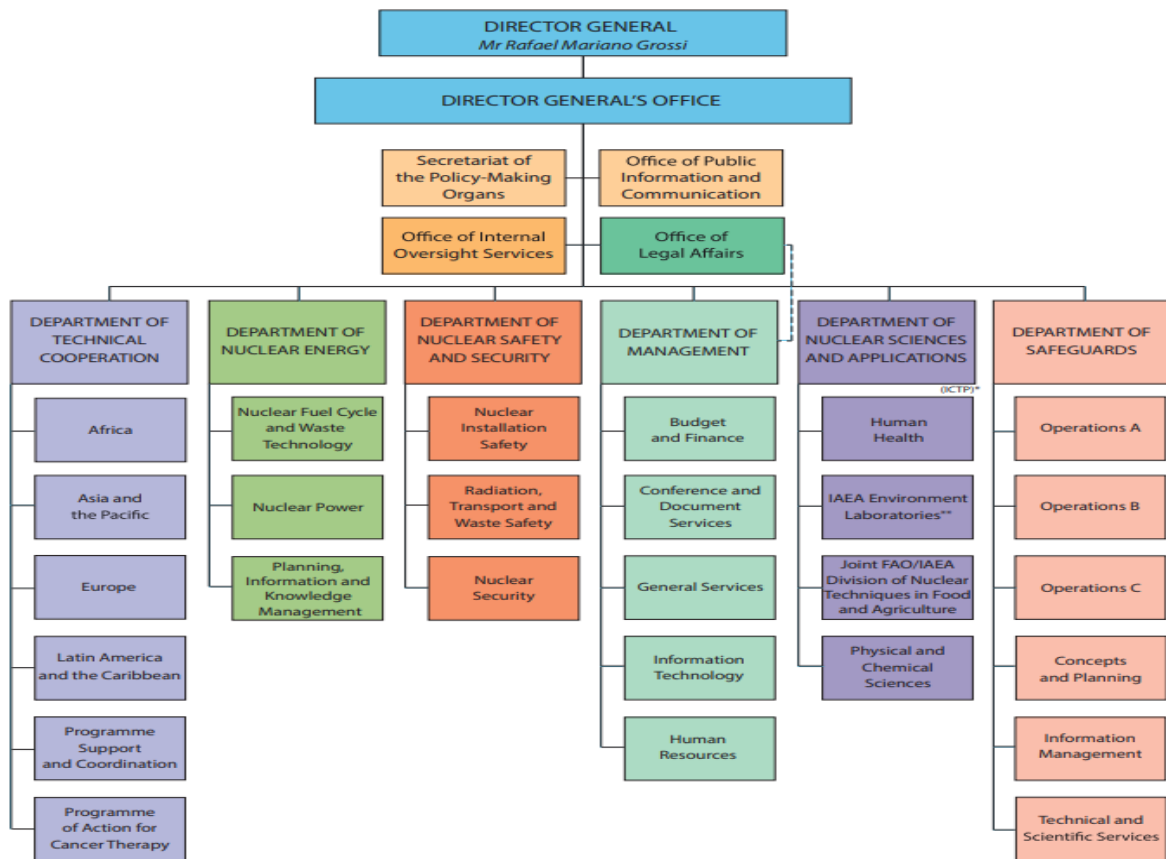 DIRECTOR GENERAL
Mr Rafael Mariano Grossi
DIRECTOR GENERAL’S OFFICE
Secretariat of
the Policy-Making
Organs
Office of Public
Information and
Communication
Office of Internal
Oversight Services
Office of
Legal Affairs
DEPARTMENT OF
TECHNICAL
COOPERATION
DEPARTMENT OF
NUCLEAR ENERGY
DEPARTMENT OF
NUCLEAR SAFETY
AND SECURITY
DEPARTMENT OF
MANAGEMENT
DEPARTMENT OF
NUCLEAR SCIENCES
AND APPLICATIONS
(ICTP)*
DEPARTMENT OF
SAFEGUARDS
Africa
Asia and
the Pacific
Europe
Latin America
and the Caribbean
Programme
Support
and Coordination
Programme
of Action for
Cancer Therapy
Nuclear Fuel Cycle
and Waste
Technology
Nuclear Power
Planning,
Information and
Knowledge
Management
Nuclear
Installation
Safety
Radiation,
Transport and
Waste Safety
Nuclear
Security
Budget
and Finance
Conference and
Document
Services
General Services
Information
Technology
Human
Resources
Human
Health
IAEA Environment
Laboratories**
Joint FAO/IAEA
Division of Nuclear
Techniques in Food
and Agriculture
Physical and
Chemical
Sciences
Operations A
Operations B
Operations C
Concepts
and Planning
Information
Management
Technical and
Scientific Services